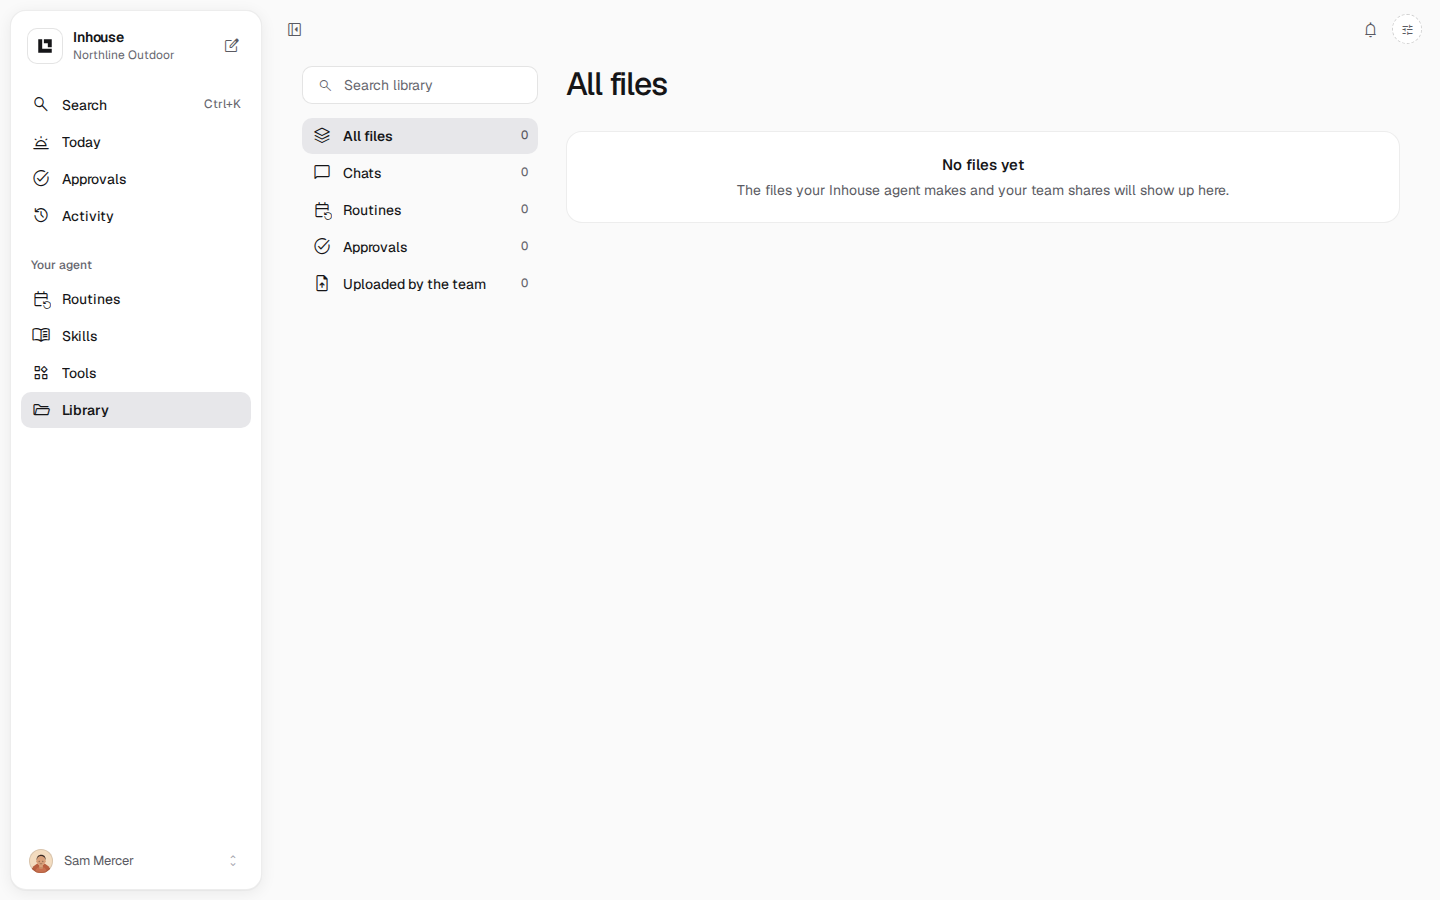 Inhouse
Northline Outdoor
Search Ctrl+K
Today
Approvals
Activity
Your agent
Routines
Skills
Tools
Library
Sam Mercer
Search library
All files 0
Chats 0
Routines 0
Approvals 0
Uploaded by the team 0
All files
No files yet
The files your Inhouse agent makes and your team shares will show up here.